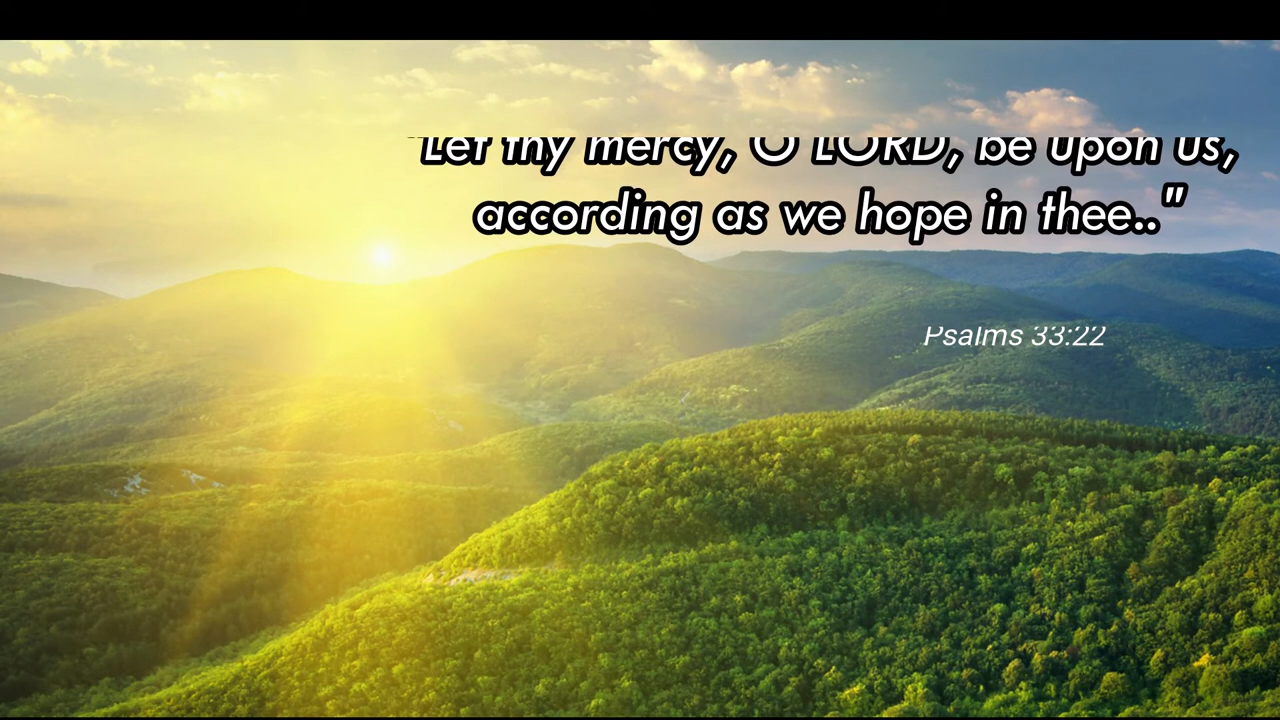 "Let thy mercy, O LORD, be upon us,
according as we hope in thee.."
Psalms 33:22